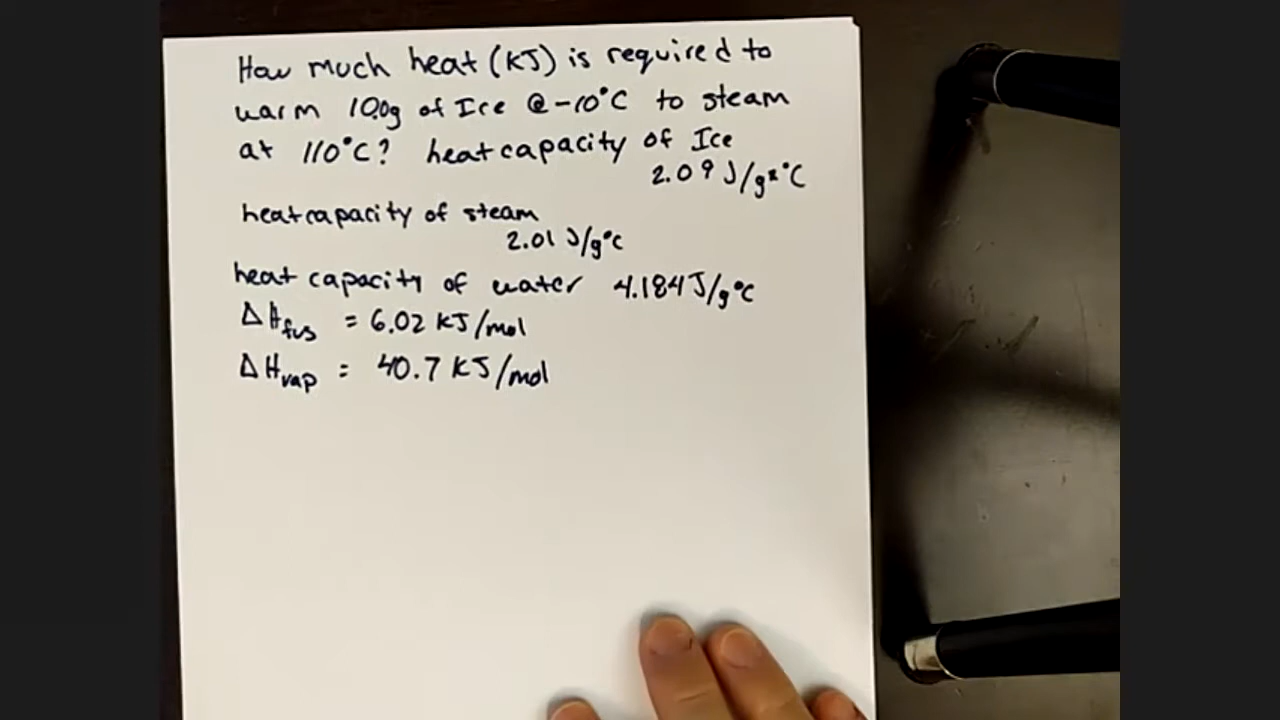 How much heat (KJ) is required to
warm 10.0g of Ice @ -10°C to steam
at 110°C? heat capacity of Ice
2.09 J/g*°C
heat capacity of steam
2.01 J/g°C
heat capacity of water 4.184J/g°C
ΔHfus = 6.02 KJ/mol
ΔHvap = 40.7 KJ/mol